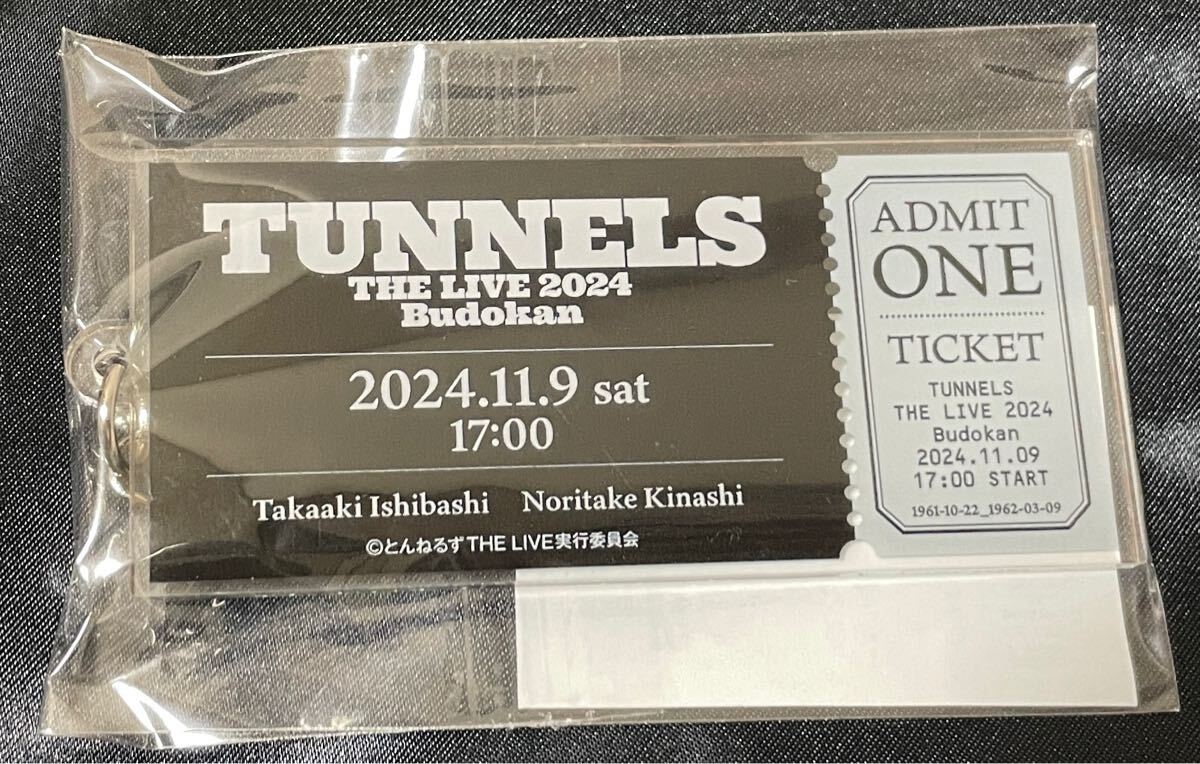 TUNNELS
THE LIVE 2024
Budokan
2024.11.9 sat
17:00
Takaaki Ishibashi Noritake Kinashi
©とんねるずTHE LIVE実行委員会
ADMIT
ONE
TICKET
TUNNELS
THE LIVE 2024
Budokan
2024.11.09
17:00 START
1961-10-22_1962-03-09